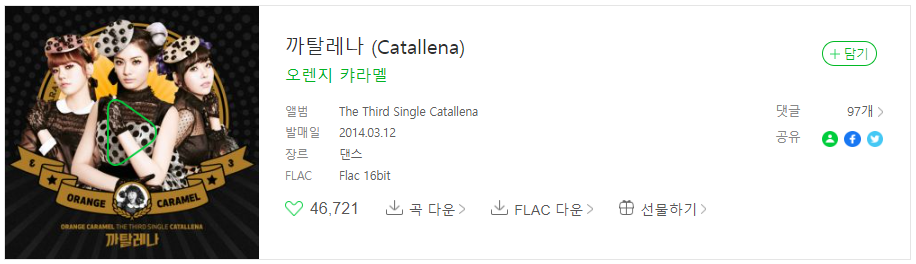 까탈레나 (Catallena)
오렌지 캬라멜
+ 담기
앨범 The Third Single Catallena
발매일 2014.03.12
장르 댄스
FLAC Flac 16bit
댓글 97개
공유
46,721 곡 다운 FLAC 다운 선물하기
3 3
ORANGE CARAMEL
ORANGE CARAMEL THE THIRD SINGLE CATALLENA
까탈레나